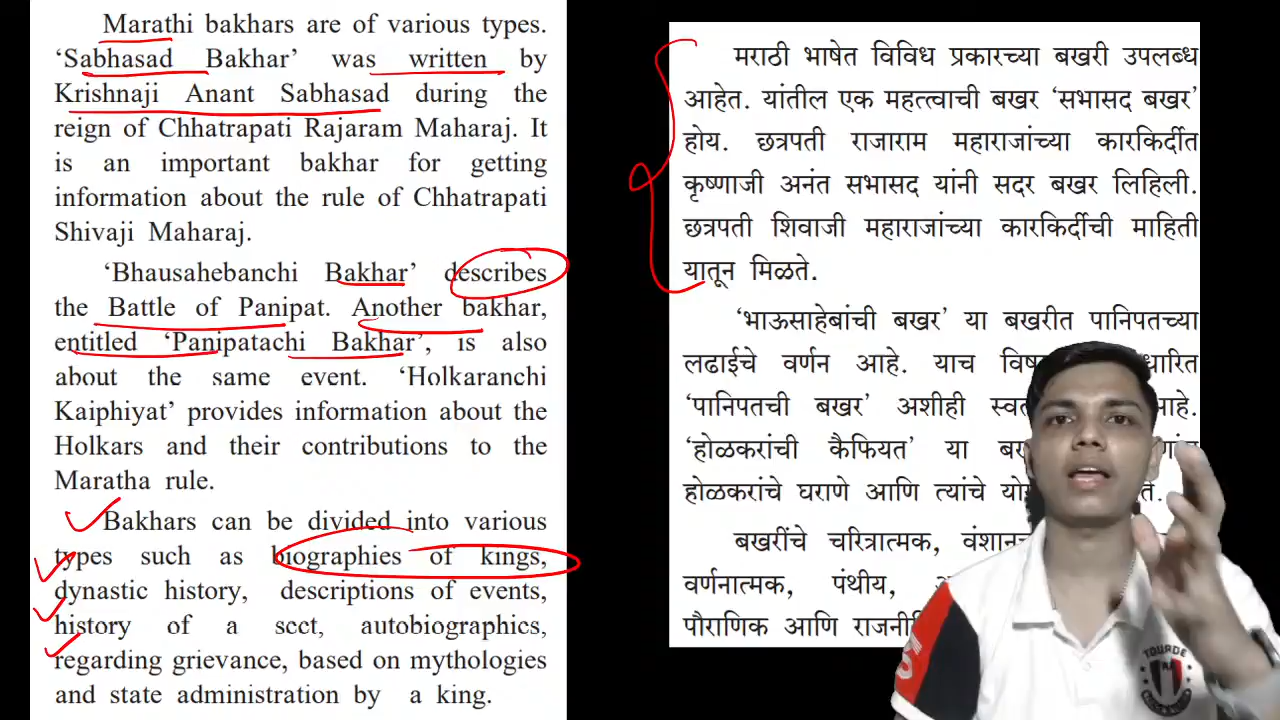 Marathi bakhars are of various types.
‘Sabhasad Bakhar’ was written by
Krishnaji Anant Sabhasad during the
reign of Chhatrapati Rajaram Maharaj. It
is an important bakhar for getting
information about the rule of Chhatrapati
Shivaji Maharaj.
‘Bhausahebanchi Bakhar’ describes
the Battle of Panipat. Another bakhar,
entitled ‘Panipatachi Bakhar’, is also
about the same event. ‘Holkaranchi
Kaiphiyat’ provides information about the
Holkars and their contributions to the
Maratha rule.
Bakhars can be divided into various
types such as biographies of kings,
dynastic history, descriptions of events,
history of a sect, autobiographics,
regarding grievance, based on mythologies
and state administration by a king.
मराठी भाषेत विविध प्रकारच्या बखरी उपलब्ध
आहेत. यांतील एक महत्त्वाची बखर ‘सभासद बखर’
होय. छत्रपती राजाराम महाराजांच्या कारकिर्दीत
कृष्णाजी अनंत सभासद यांनी सदर बखर लिहिली.
छत्रपती शिवाजी महाराजांच्या कारकिर्दीची माहिती
यातून मिळते.
‘भाऊसाहेबांची बखर’ या बखरीत पानिपतच्या
लढाईचे वर्णन आहे. याच
‘पानिपतची बखर’ अशीही आहे.
‘होळकरांची कैफियत’ या
होळकरांचे घराणे आणि त्यांचे
बखरींचे चरित्रात्मक,
वर्णनात्मक, पंथीय,
पौराणिक आणि
TOURDE